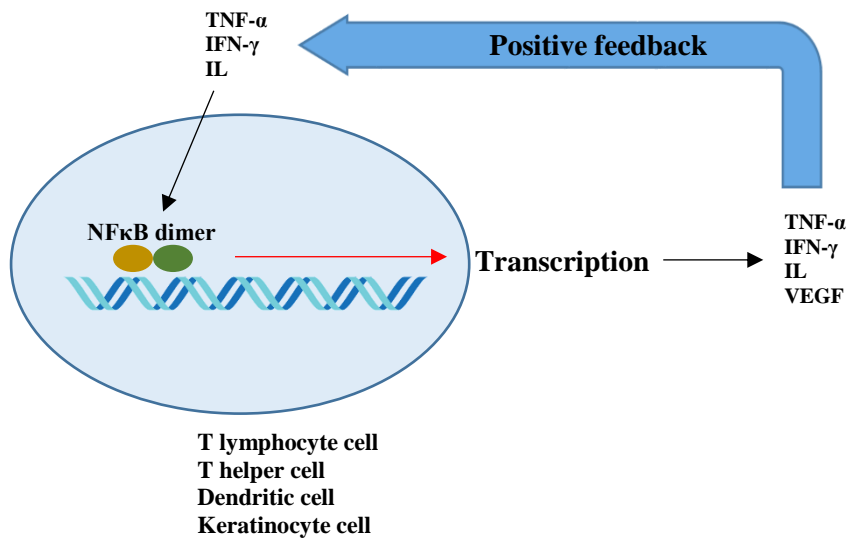 TNF-α
IFN-γ
IL
Positive feedback
NFκB dimer
Transcription
TNF-α
IFN-γ
IL
VEGF
T lymphocyte cell
T helper cell
Dendritic cell
Keratinocyte cell